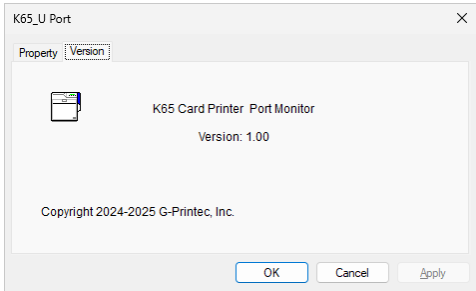 K65_U Port
Property Version
K65 Card Printer Port Monitor
Version: 1.00
Copyright 2024-2025 G-Printec, Inc.
OK Cancel Apply